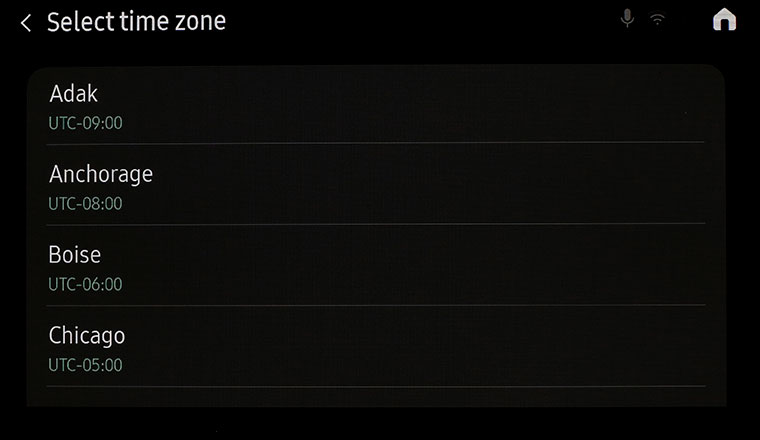 Select time zone
Adak
UTC-09:00
Anchorage
UTC-08:00
Boise
UTC-06:00
Chicago
UTC-05:00